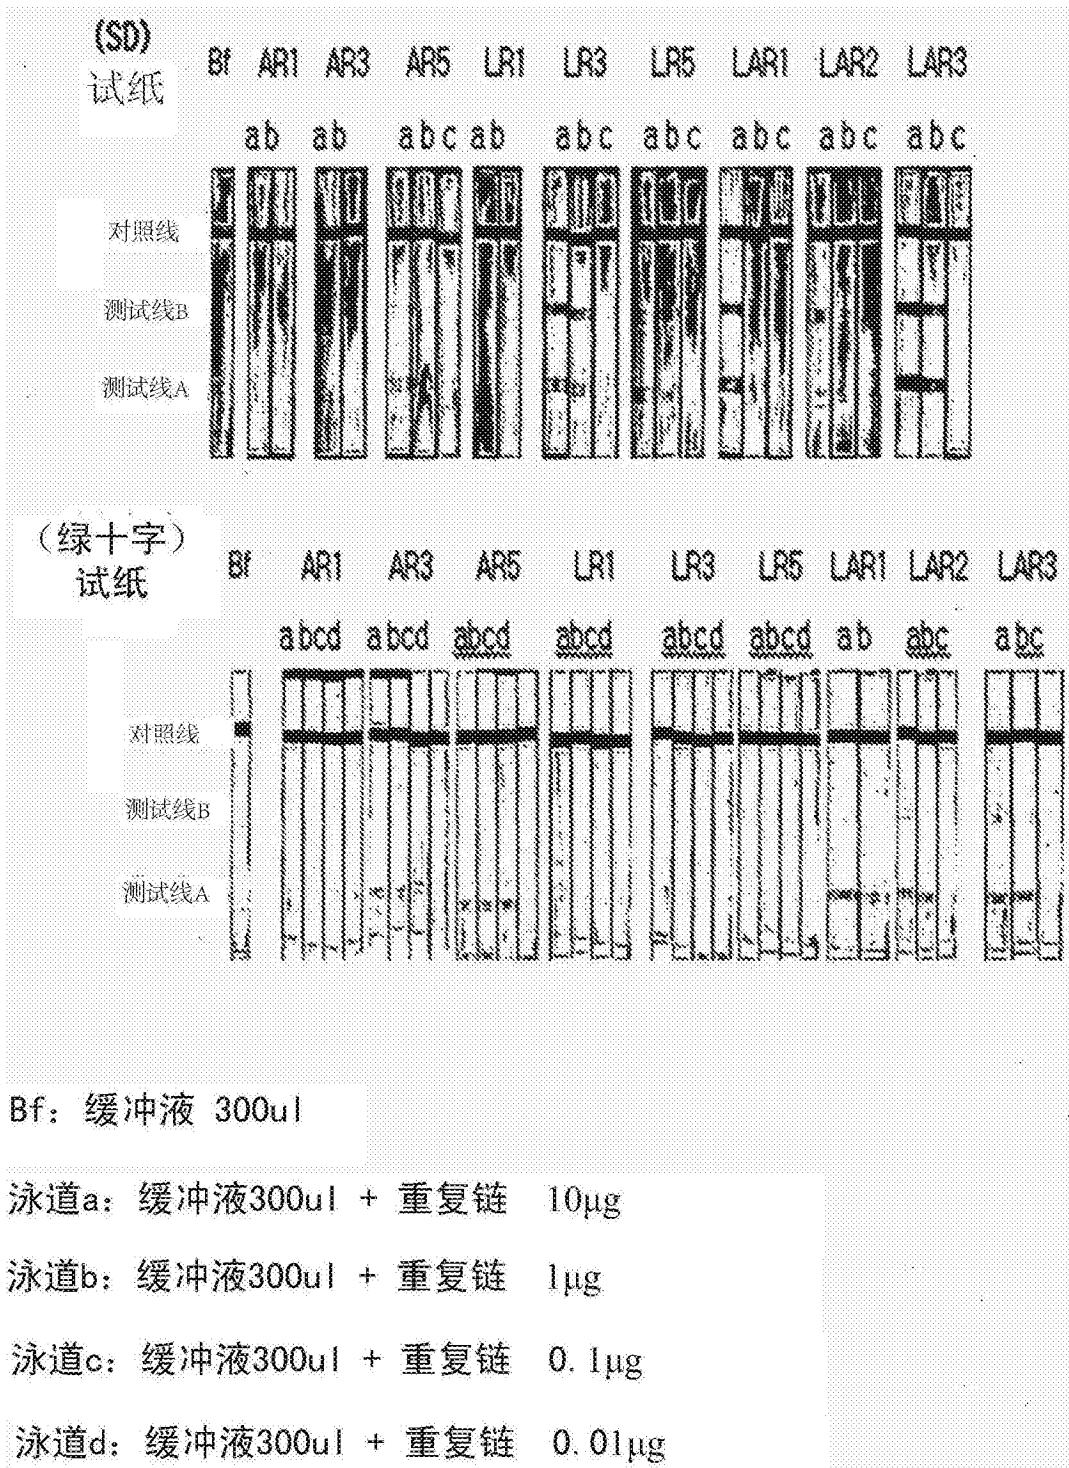 (SD)
试纸
Bf AR1 AR3 AR5 LR1 LR3 LR5 LAR1 LAR2 LAR3
ab ab abc ab abc abc abc abc abc
对照线
测试线B
测试线A
（绿十字）
试纸
Bf AR1 AR3 AR5 LR1 LR3 LR5 LAR1 LAR2 LAR3
abcd abcd abcd abcd abcd abcd ab abc abc
对照线
测试线B
测试线A
Bf: 缓冲液 300ul
泳道a: 缓冲液300ul + 重复链 10μg
泳道b: 缓冲液300ul + 重复链 1μg
泳道c: 缓冲液300ul + 重复链 0.1μg
泳道d: 缓冲液300ul + 重复链 0.01μg